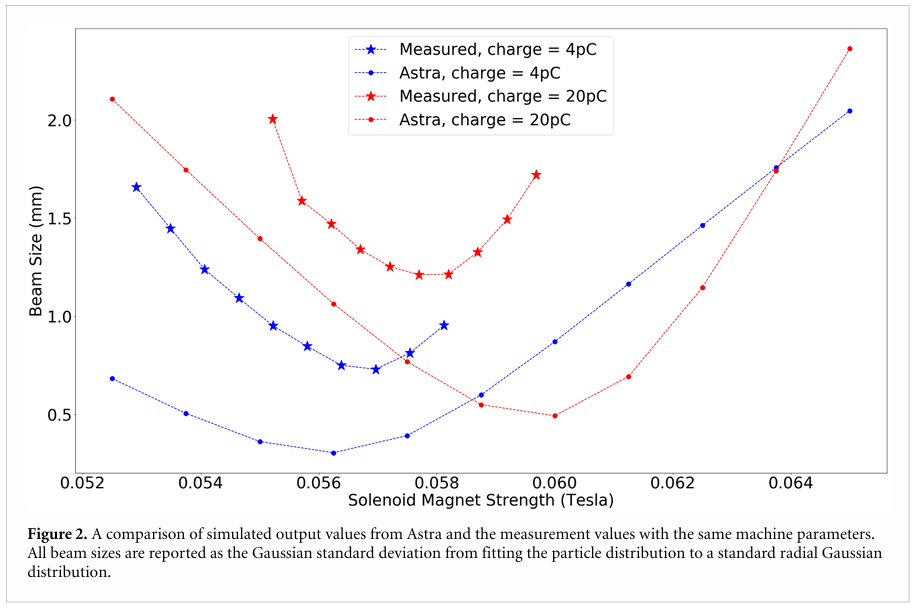 Measured, charge = 4pC
Astra, charge = 4pC
Measured, charge = 20pC
Astra, charge = 20pC
2.0
1.5
1.0
0.5
Beam Size (mm)
0.052 0.054 0.056 0.058 0.060 0.062 0.064
Solenoid Magnet Strength (Tesla)
Figure 2. A comparison of simulated output values from Astra and the measurement values with the same machine parameters.
All beam sizes are reported as the Gaussian standard deviation from fitting the particle distribution to a standard radial Gaussian
distribution.